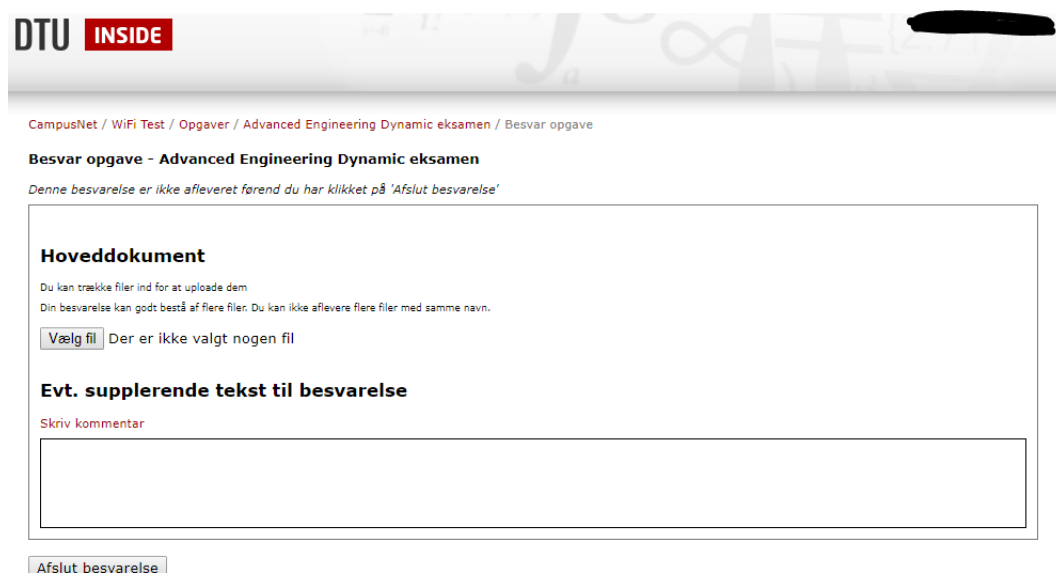 DTU INSIDE
CampusNet / WiFi Test / Opgaver / Advanced Engineering Dynamic eksamen / Besvar opgave
Besvar opgave - Advanced Engineering Dynamic eksamen
Denne besvarelse er ikke afleveret førend du har klikket på 'Afslut besvarelse'
Hoveddokument
Du kan trække filer ind for at uploade dem
Din besvarelse kan godt bestå af flere filer. Du kan ikke aflevere flere filer med samme navn.
Vælg fil Der er ikke valgt nogen fil
Evt. supplerende tekst til besvarelse
Skriv kommentar
Afslut besvarelse